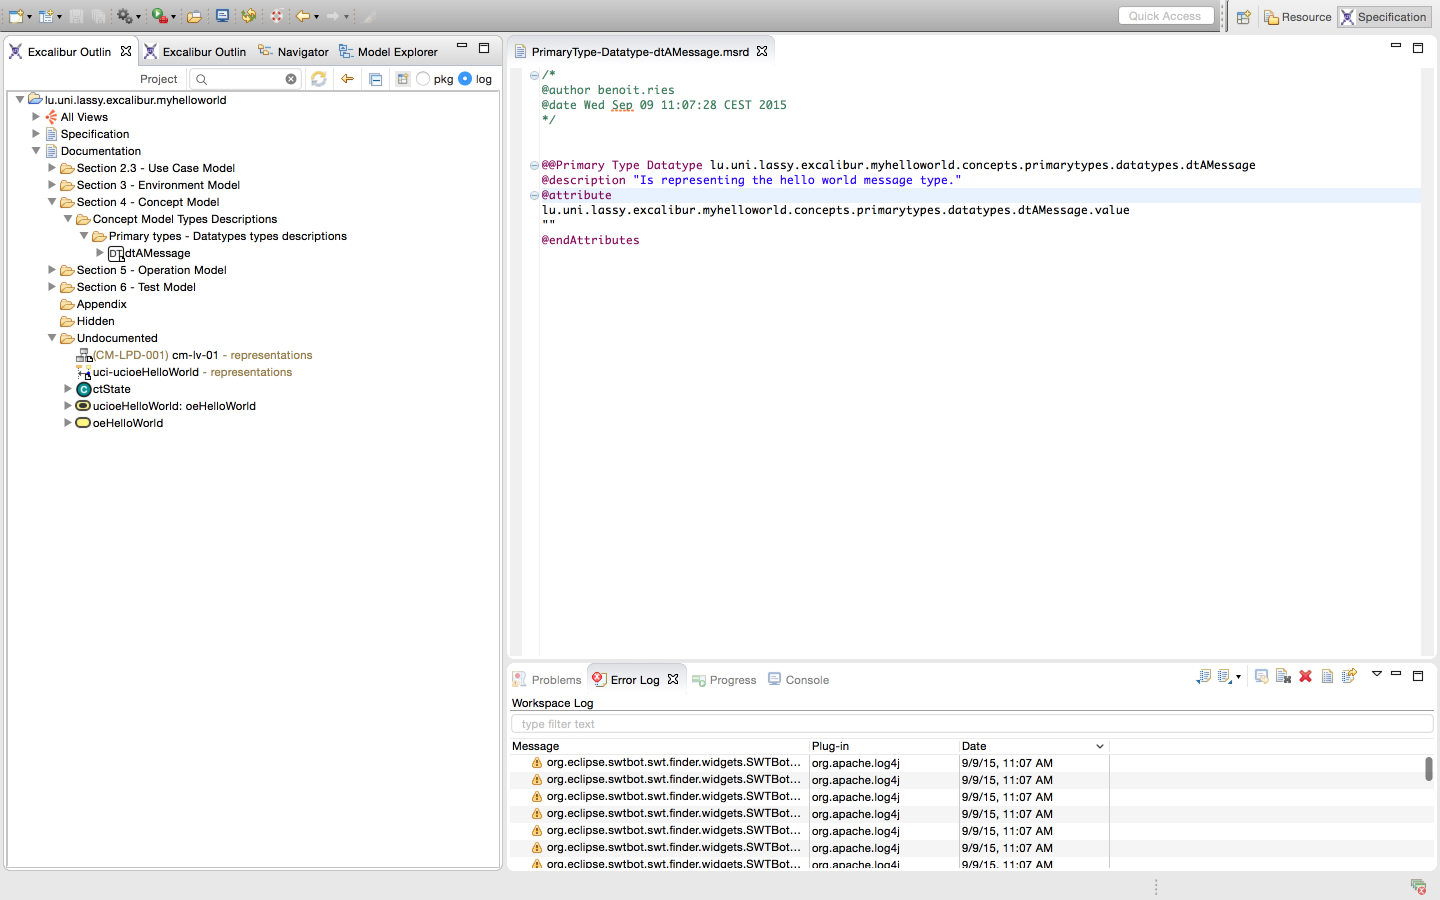 Quick Access
Resource
Specification
Excalibur Outlin
Excalibur Outlin
Navigator
Model Explorer
Project
pkg
log
lu.uni.lassy.excalibur.myhelloworld
All Views
Specification
Documentation
Section 2.3 - Use Case Model
Section 3 - Environment Model
Section 4 - Concept Model
Concept Model Types Descriptions
Primary types - Datatypes types descriptions
DT dtAMessage
Section 5 - Operation Model
Section 6 - Test Model
Appendix
Hidden
Undocumented
(CM-LPD-001) cm-lv-01 - representations
uci-ucioeHelloWorld - representations
C ctState
ucioeHelloWorld: oeHelloWorld
oeHelloWorld
PrimaryType-Datatype-dtAMessage.msrd
/*
@author benoit.ries
@date Wed Sep 09 11:07:28 CEST 2015
*/
@@Primary Type Datatype lu.uni.lassy.excalibur.myhelloworld.concepts.primarytypes.datatypes.dtAMessage
@description "Is representing the hello world message type."
@attribute
lu.uni.lassy.excalibur.myhelloworld.concepts.primarytypes.datatypes.dtAMessage.value
""
@endAttributes
Problems
Error Log
Progress
Console
Workspace Log
type filter text
Message Plug-in Date
org.eclipse.swtbot.swt.finder.widgets.SWTBot... org.apache.log4j 9/9/15, 11:07 AM
org.eclipse.swtbot.swt.finder.widgets.SWTBot... org.apache.log4j 9/9/15, 11:07 AM
org.eclipse.swtbot.swt.finder.widgets.SWTBot... org.apache.log4j 9/9/15, 11:07 AM
org.eclipse.swtbot.swt.finder.widgets.SWTBot... org.apache.log4j 9/9/15, 11:07 AM
org.eclipse.swtbot.swt.finder.widgets.SWTBot... org.apache.log4j 9/9/15, 11:07 AM
org.eclipse.swtbot.swt.finder.widgets.SWTBot... org.apache.log4j 9/9/15, 11:07 AM
org.eclipse.swtbot.swt.finder.widgets.SWTBot... org.apache.log4j 9/9/15, 11:07 AM